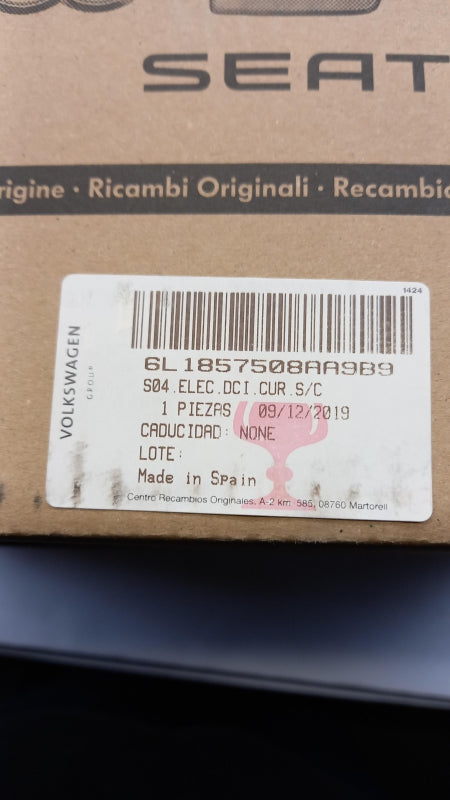 SEAT
rigine · Ricambi Originali · Recambio
1424
VOLKSWAGEN
GROUP
6L1857508AA9B9
S04.ELEC.DCI.CUR.S/C
1 PIEZAS 09/12/2019
CADUCIDAD: NONE
LOTE:
Made in Spain
Centro Recambios Originales. A-2 km. 585, 08760 Martorell